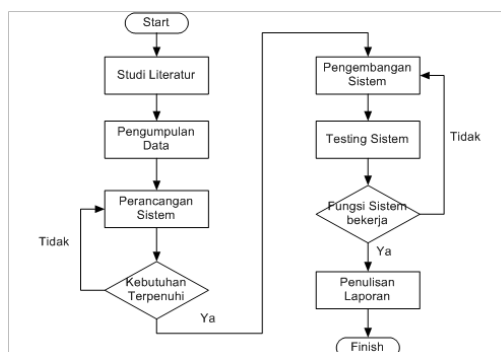 Start
Studi Literatur
Pengumpulan
Data
Perancangan
Sistem
Tidak
Kebutuhan
Terpenuhi
Ya
Pengembangan
Sistem
Testing Sistem
Tidak
Fungsi Sistem
bekerja
Ya
Penulisan
Laporan
Finish